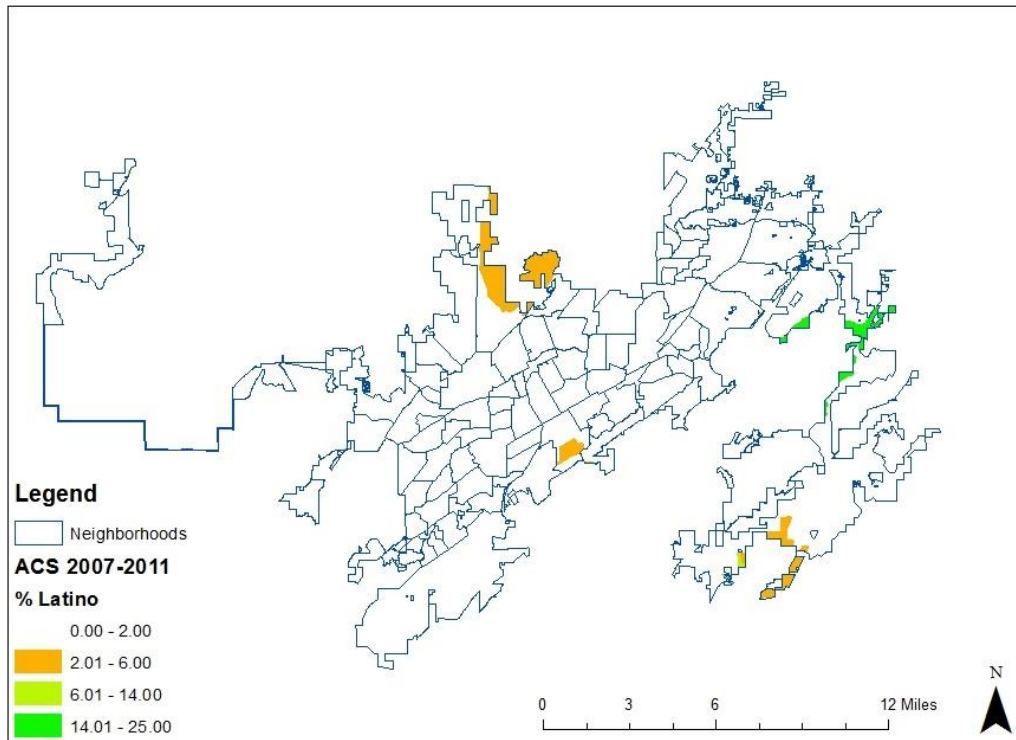 Legend
Neighborhoods
ACS 2007-2011
% Latino
0.00 - 2.00
2.01 - 6.00
6.01 - 14.00
14.01 - 25.00
0 3 6 12 Miles
N